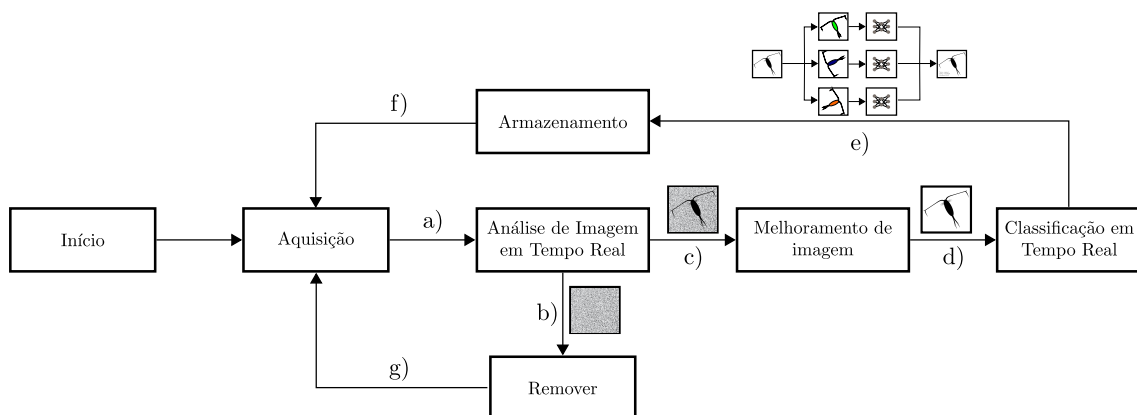 f)
Armazenamento
e)
Início
Aquisição
a)
Análise de Imagem
em Tempo Real
c)
Melhoramento de
imagem
d)
Classificação em
Tempo Real
b)
g)
Remover